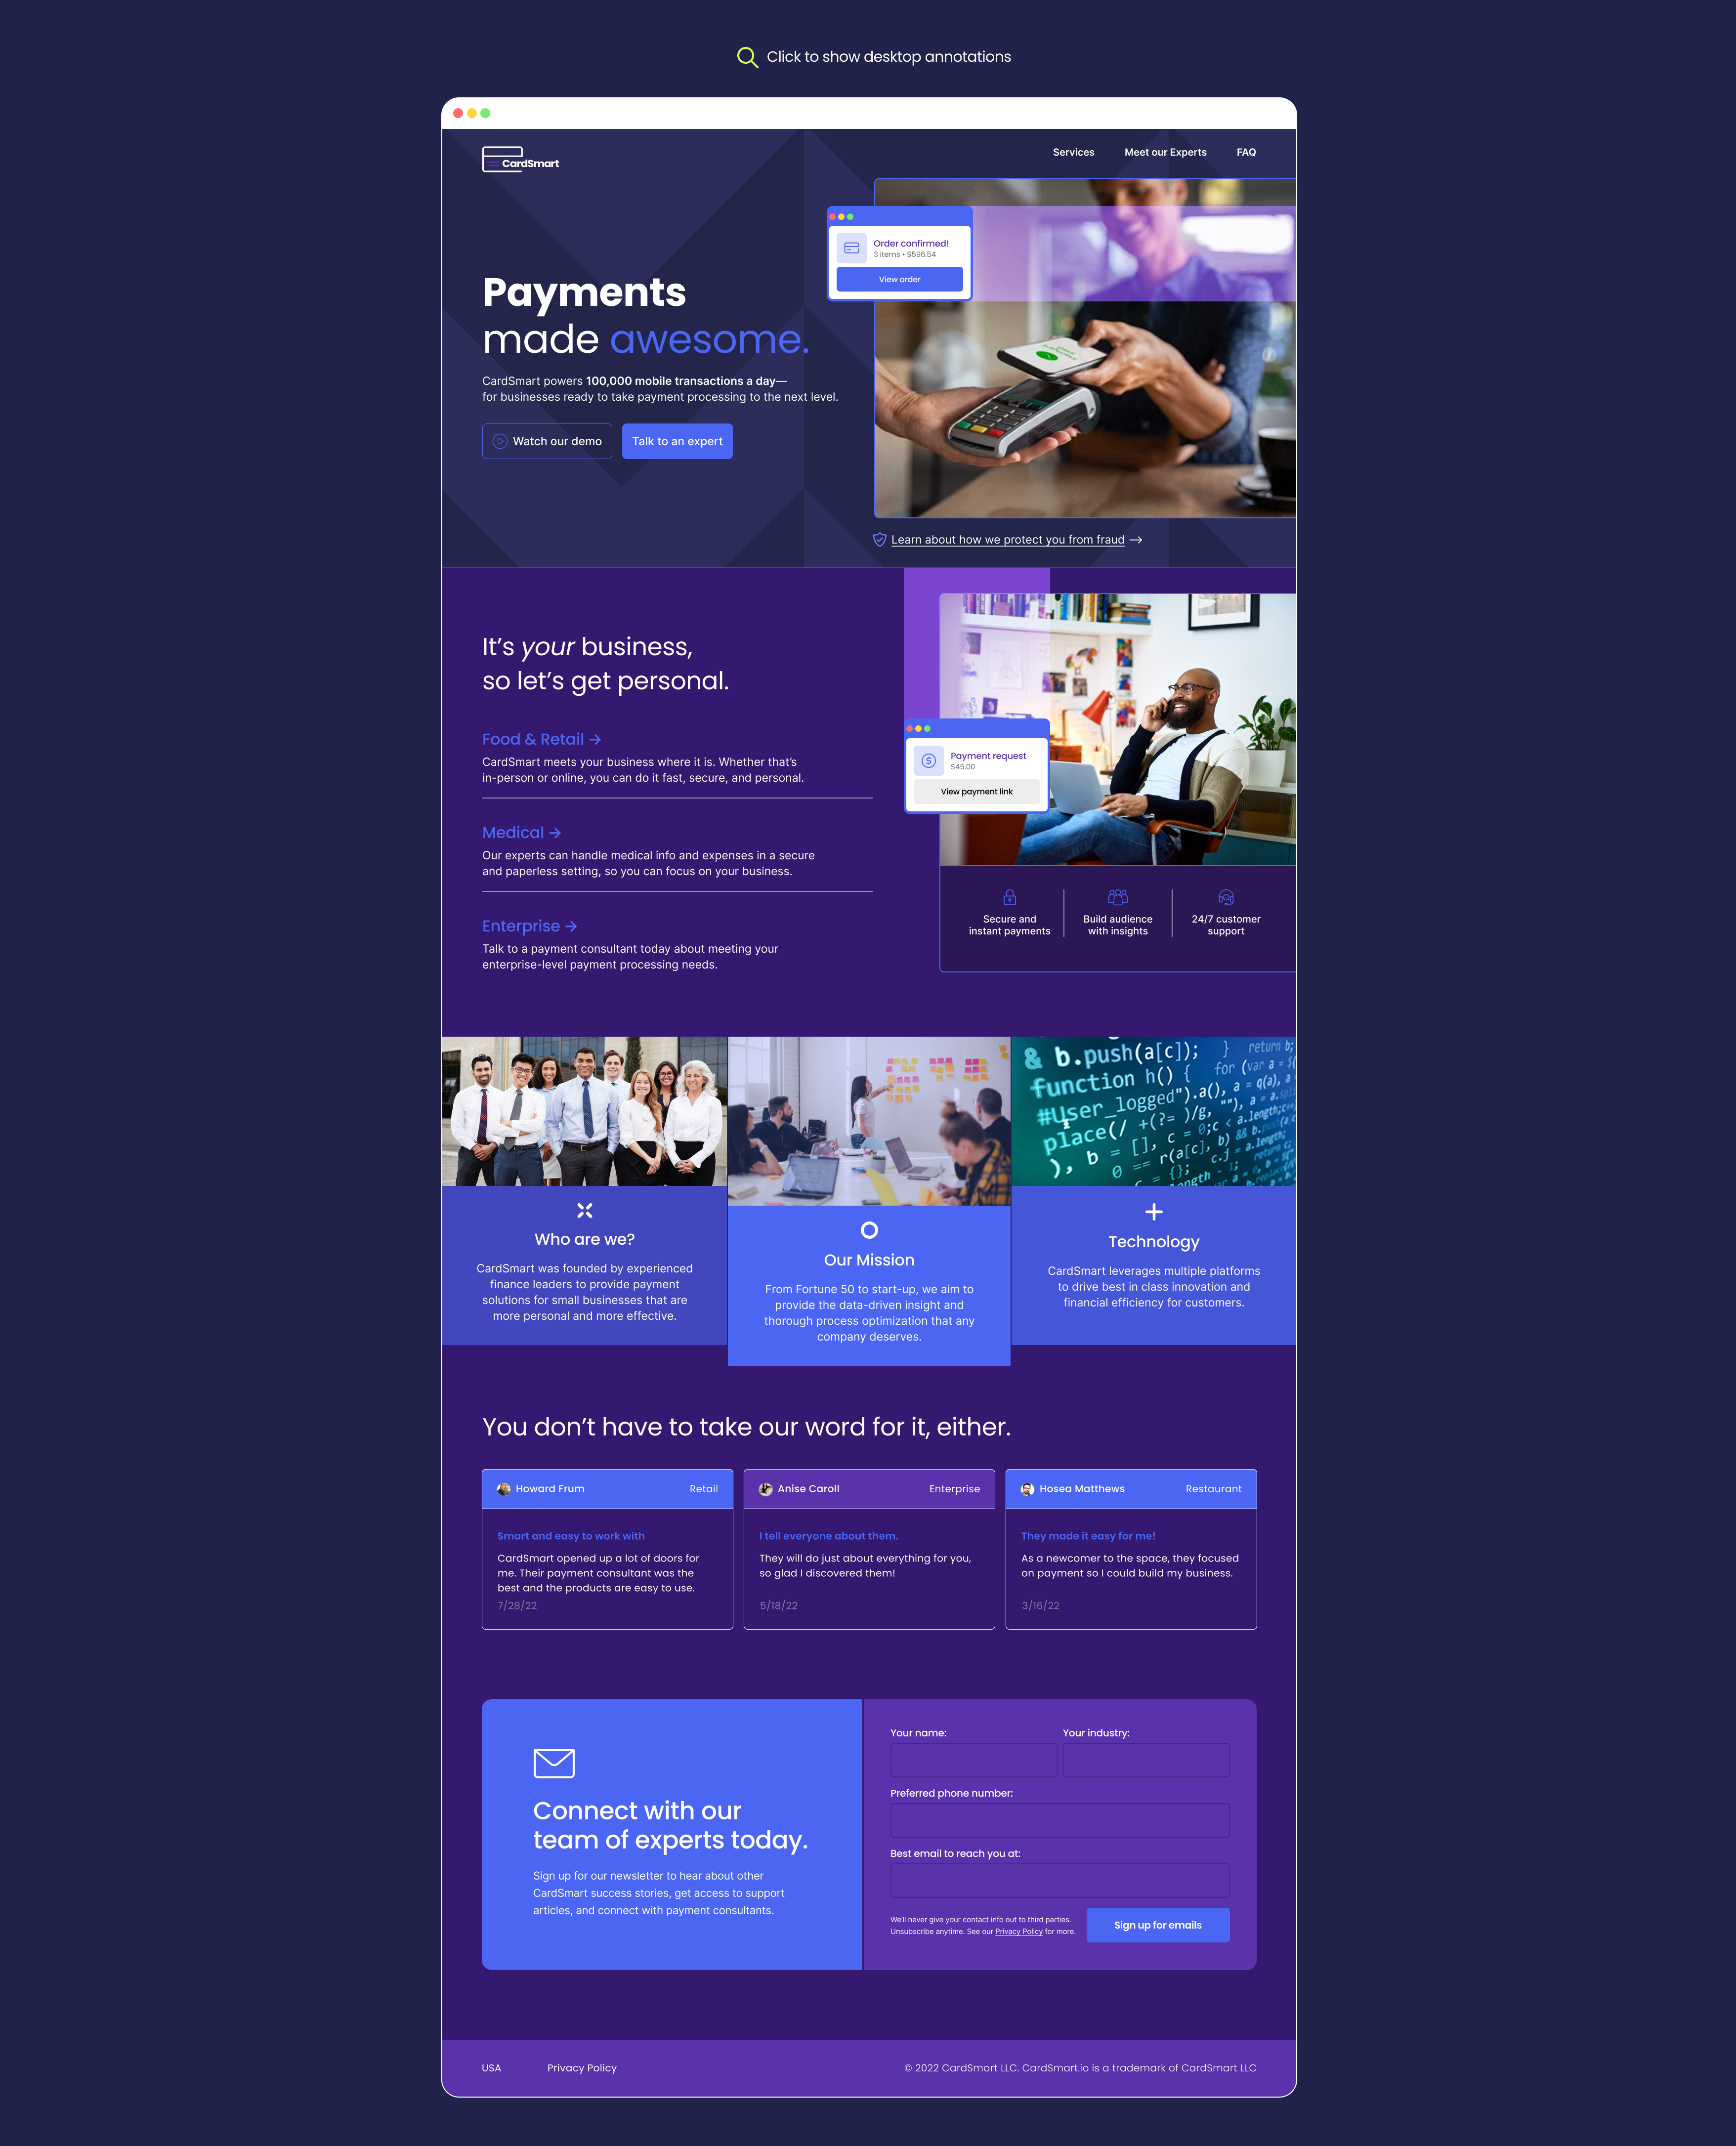 Click to show desktop annotations
CardSmart
Services
Meet our Experts
FAQ
Order confirmed!
3 items • $596.54
View order
Payments
made awesome.
CardSmart powers 100,000 mobile transactions a day—
for businesses ready to take payment processing to the next level.
Watch our demo
Talk to an expert
Learn about how we protect you from fraud →
It’s your business,
so let’s get personal.
Food & Retail →
CardSmart meets your business where it is. Whether that’s
in-person or online, you can do it fast, secure, and personal.
Medical →
Our experts can handle medical info and expenses in a secure
and paperless setting, so you can focus on your business.
Enterprise →
Talk to a payment consultant today about meeting your
enterprise-level payment processing needs.
Payment request
$45.00
View payment link
Secure and
instant payments
Build audience
with insights
24/7 customer
support
& b.push(a[c]); } return b;
function h() { for (var a =
#User_logged").a(), a = q(a),
place(/ +(?= )/g, ""), a =
), b = [], c = 0;c < a.length;
0 == r(a[c], b) && b.push(a
= {}; c.j = a.length;
length
Who are we?
CardSmart was founded by experienced
finance leaders to provide payment
solutions for small businesses that are
more personal and more effective.
Our Mission
From Fortune 50 to start-up, we aim to
provide the data-driven insight and
thorough process optimization that any
company deserves.
Technology
CardSmart leverages multiple platforms
to drive best in class innovation and
financial efficiency for customers.
You don’t have to take our word for it, either.
Howard Frum
Retail
Smart and easy to work with
CardSmart opened up a lot of doors for
me. Their payment consultant was the
best and the products are easy to use.
7/28/22
Anise Caroll
Enterprise
I tell everyone about them.
They will do just about everything for you,
so glad I discovered them!
5/18/22
Hosea Matthews
Restaurant
They made it easy for me!
As a newcomer to the space, they focused
on payment so I could build my business.
3/16/22
Connect with our
team of experts today.
Sign up for our newsletter to hear about other
CardSmart success stories, get access to support
articles, and connect with payment consultants.
Your name:
Your industry:
Preferred phone number:
Best email to reach you at:
We’ll never give your contact info out to third parties.
Unsubscribe anytime. See our Privacy Policy for more.
Sign up for emails
USA
Privacy Policy
© 2022 CardSmart LLC. CardSmart.io is a trademark of CardSmart LLC